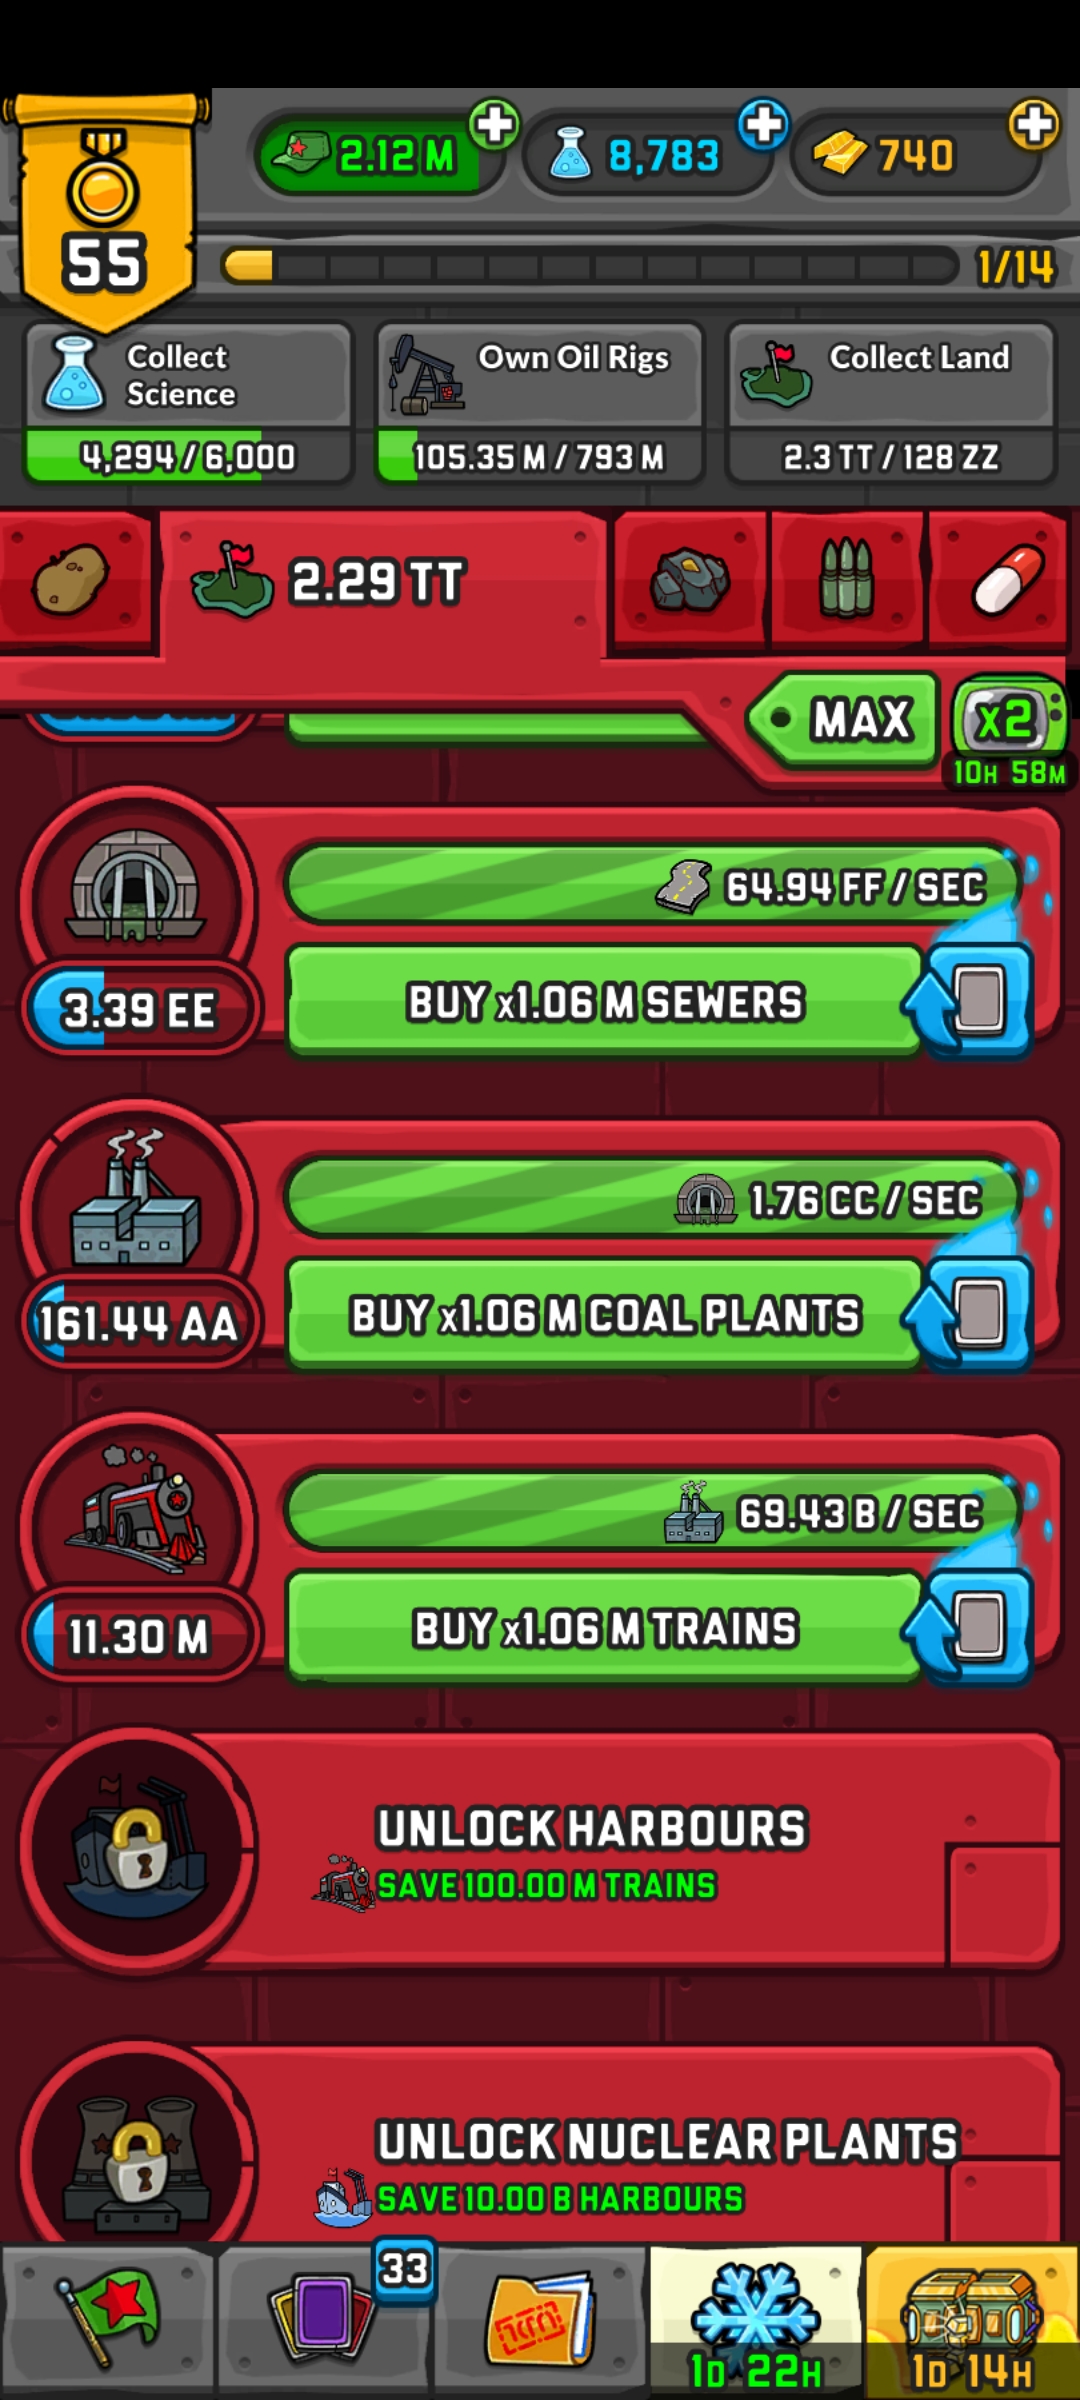 55
2.12 M
8,783
740
1/14
Collect
Science
4,294 / 6,000
Own Oil Rigs
105.35 M / 793 M
Collect Land
2.3 TT / 128 ZZ
2.29 TT
MAX
x2
10H 58M
64.94 FF / SEC
3.39 EE
BUY x1.06 M SEWERS
1.76 CC / SEC
161.44 AA
BUY x1.06 M COAL PLANTS
69.43 B / SEC
11.30 M
BUY x1.06 M TRAINS
UNLOCK HARBOURS
SAVE 100.00 M TRAINS
UNLOCK NUCLEAR PLANTS
SAVE 10.00 B HARBOURS
33
1D 22H
1D 14H